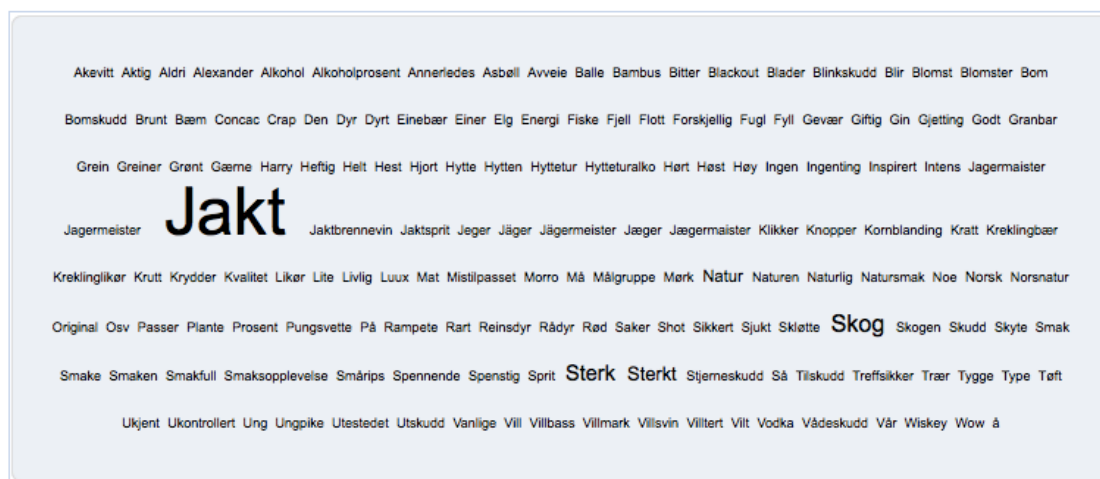 Akevitt Aktig Aldri Alexander Alkohol Alkoholprosent Annerledes Asbøll Avveie Balle Bambus Bitter Blackout Blader Blinkskudd Blir Blomst Blomster Bom
Bomskudd Brunt Bæm Concac Crap Den Dyr Dyrt Einebær Einer Elg Energi Fiske Fjell Flott Forskjellig Fugl Fyll Gevær Giftig Gin Gjetting Godt Granbar
Grein Greiner Grønt Gærne Harry Heftig Helt Hest Hjort Hytte Hytten Hyttetur Hytteturalko Hørt Høst Høy Ingen Ingenting Inspirert Intens Jagermaister
Jagermeister Jakt Jaktbrennevin Jaktsprit Jeger Jäger Jägermeister Jæger Jægermaister Klikker Knopper Kornblanding Kratt Kreklingbær
Kreklinglikør Krutt Krydder Kvalitet Likør Lite Livlig Luux Mat Mistilpasset Morro Må Målgruppe Mørk Natur Naturen Naturlig Natursmak Noe Norsk Norsnatur
Original Osv Passer Plante Prosent Pungsvette På Rampete Rart Reinsdyr Rådyr Rød Saker Shot Sikkert Sjukt Skløtte Skog Skogen Skudd Skyte Smak
Smake Smaken Smakfull Smaksopplevelse Smårips Spennende Spenstig Sprit Sterk Sterkt Stjerneskudd Så Tilskudd Treffsikker Trær Tygge Type Tøft
Ukjent Ukontrollert Ung Ungpike Utestedet Utskudd Vanlige Vill Villbass Villmark Villsvin Villtert Vilt Vodka Vådeskudd Vår Wiskey Wow å